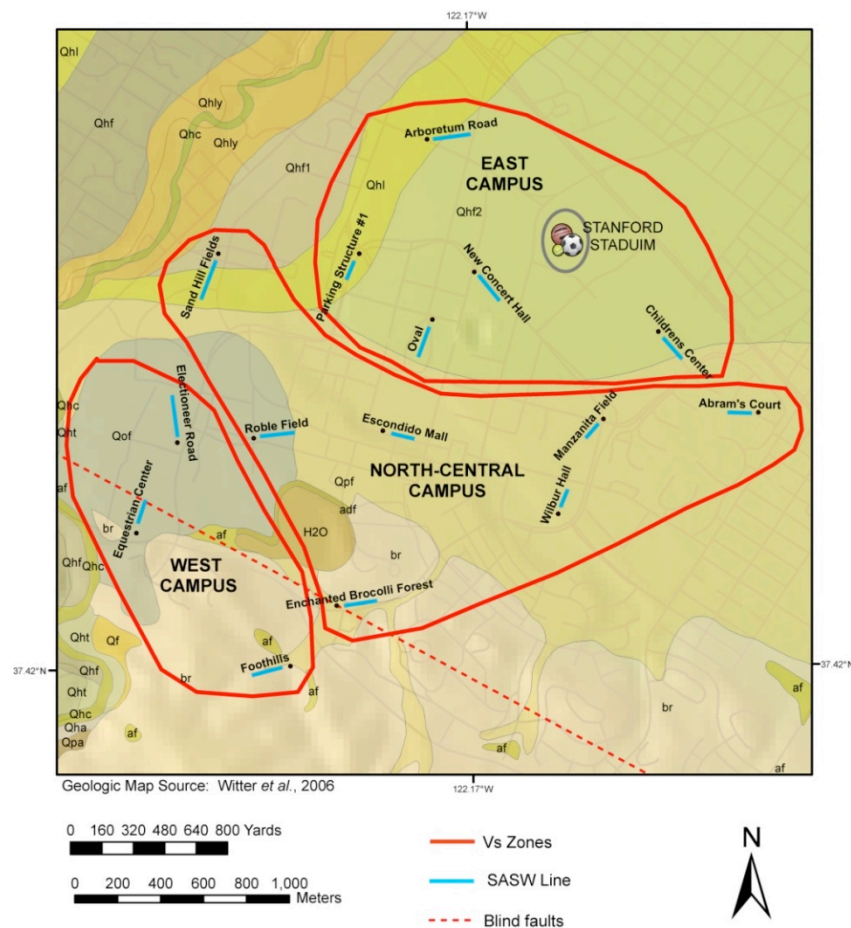 122.17°W
Qhl
Qhf
Qhly
Qhc
Qhly
Qhf1
Qhl
Arboretum Road
EAST
CAMPUS
Qhf2
STANFORD
STADUIM
Sand Hill Fields
Parking Structure #1
New Concert Hall
Oval
Childrens Center
Electioneer Road
Qhc
Qht
Qof
Roble Field
Escondido Mall
Manzanita Field
Abram's Court
NORTH-CENTRAL
CAMPUS
Qpf
adf
H2O
Wilbur Hall
af
Equestrian Center
br
af
br
Qhf
Qhc
WEST
CAMPUS
Enchanted Brocolli Forest
Qht
Qf
af
Foothills
37.42°N
37.42°N
Qhf
br
Qht
af
br
af
Qhc
Qha
Qpa
af
af
af
122.17°W
Geologic Map Source: Witter et al., 2006
0 160 320 480 640 800 Yards
0 200 400 600 800 1,000
Meters
Vs Zones
SASW Line
Blind faults
N